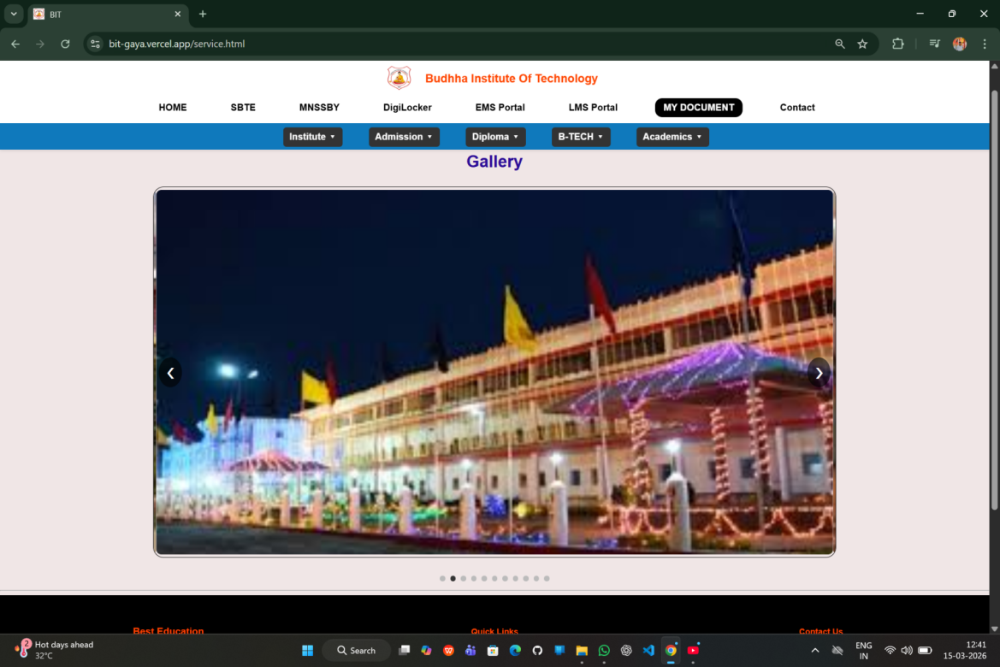 BIT
bit-gaya.vercel.app/service.html
Budhha Institute Of Technology
HOME SBTE MNSSBY DigiLocker EMS Portal LMS Portal MY DOCUMENT Contact
Institute Admission Diploma B-TECH Academics
Gallery
Best Education Quick Links Contact Us
2
Hot days ahead
32°C
Search
ENG
IN
12:41
15-03-2026